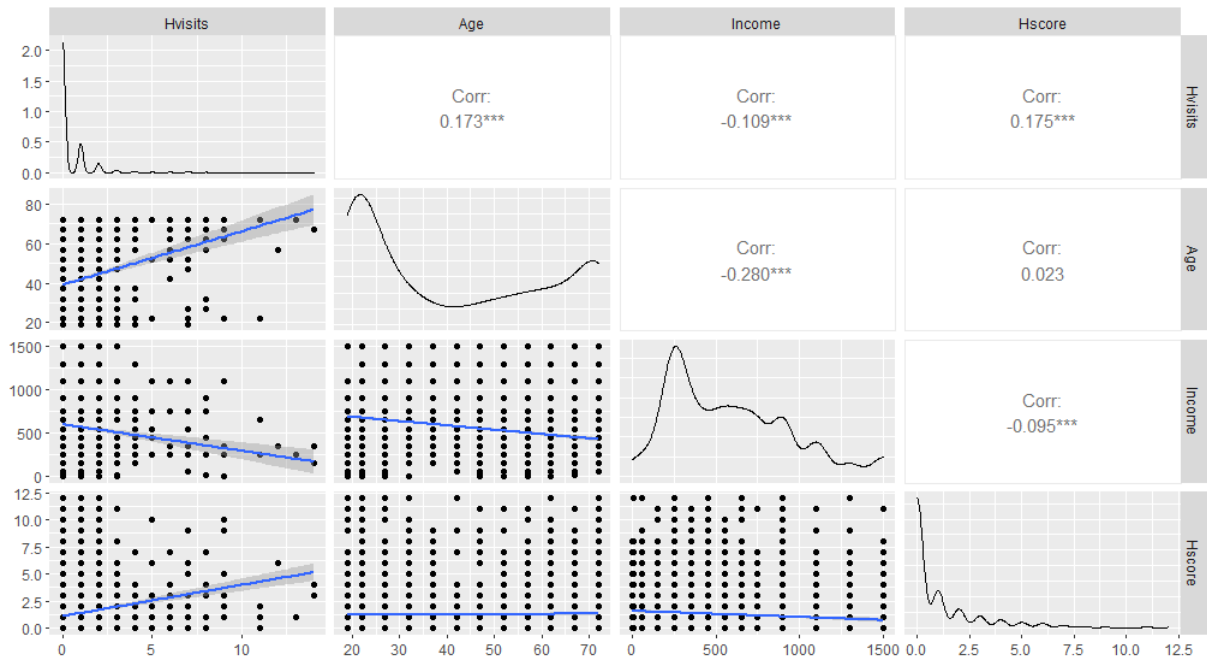 Hvisits Age Income Hscore
2.0
1.5
1.0
0.5
0.0
Corr:
0.173***
Corr:
-0.109***
Corr:
0.175***
Hvisits
80
60
40
20
Corr:
-0.280***
Corr:
0.023
Age
1500
1000
500
0
Corr:
-0.095***
Income
12.5
10.0
7.5
5.0
2.5
0.0
Hscore
0 5 10 20 30 40 50 60 70 0 500 1000 1500 0.0 2.5 5.0 7.5 10.0 12.5